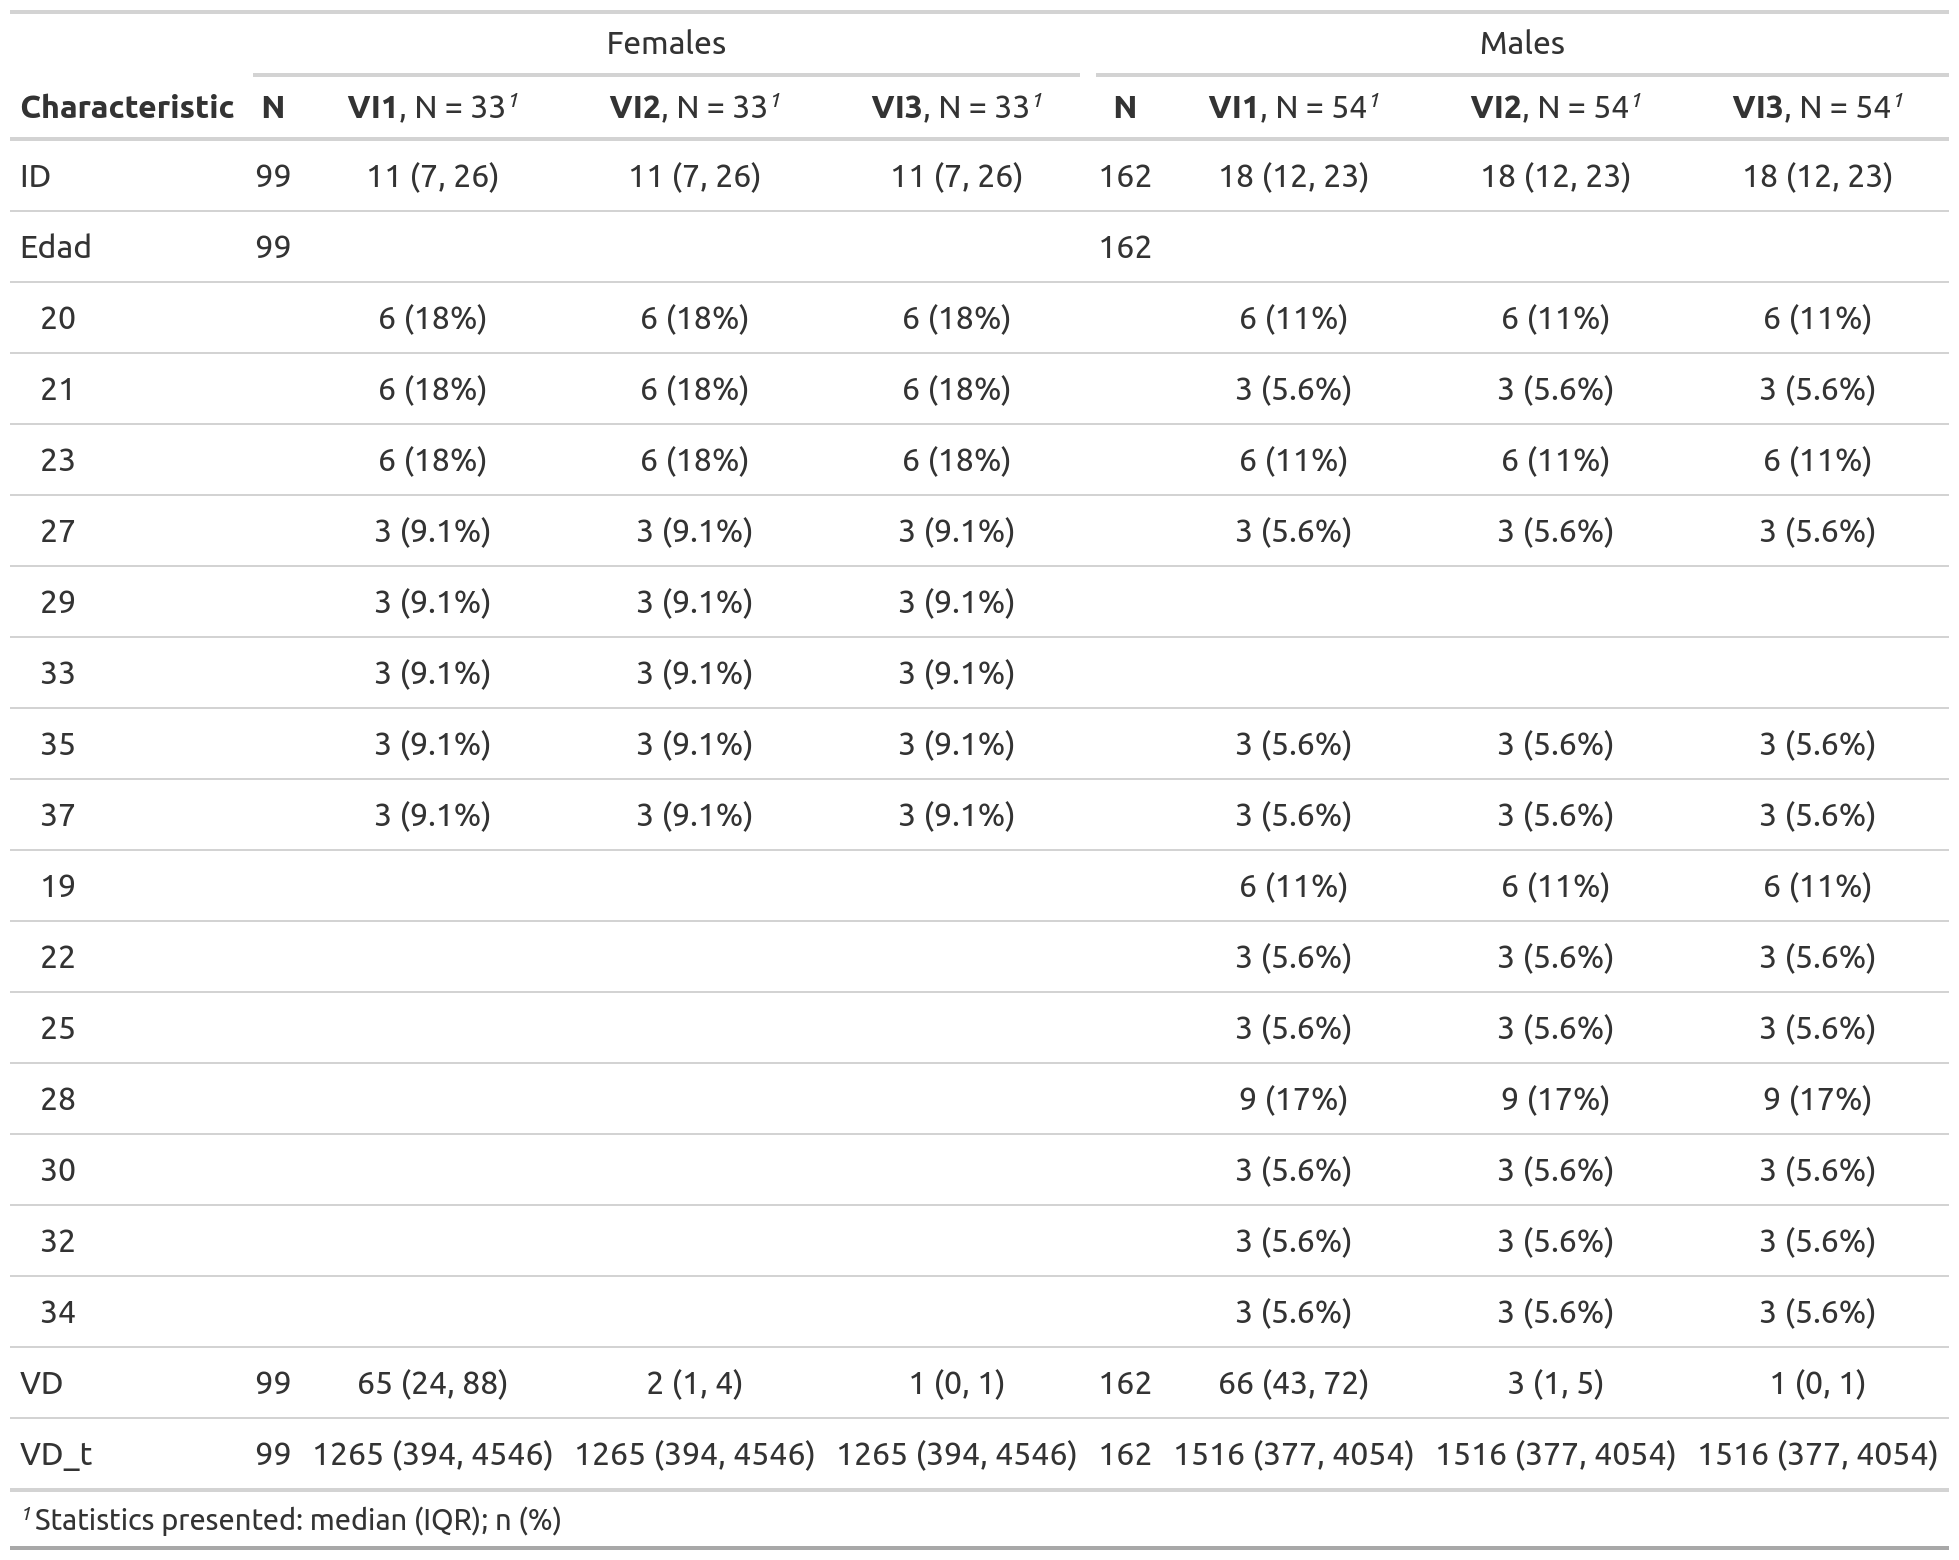 Females Males
Characteristic N VI1, N = 33¹ VI2, N = 33¹ VI3, N = 33¹ N VI1, N = 54¹ VI2, N = 54¹ VI3, N = 54¹
ID 99 11 (7, 26) 11 (7, 26) 11 (7, 26) 162 18 (12, 23) 18 (12, 23) 18 (12, 23)
Edad 99 162
20 6 (18%) 6 (18%) 6 (18%) 6 (11%) 6 (11%) 6 (11%)
21 6 (18%) 6 (18%) 6 (18%) 3 (5.6%) 3 (5.6%) 3 (5.6%)
23 6 (18%) 6 (18%) 6 (18%) 6 (11%) 6 (11%) 6 (11%)
27 3 (9.1%) 3 (9.1%) 3 (9.1%) 3 (5.6%) 3 (5.6%) 3 (5.6%)
29 3 (9.1%) 3 (9.1%) 3 (9.1%)
33 3 (9.1%) 3 (9.1%) 3 (9.1%)
35 3 (9.1%) 3 (9.1%) 3 (9.1%) 3 (5.6%) 3 (5.6%) 3 (5.6%)
37 3 (9.1%) 3 (9.1%) 3 (9.1%) 3 (5.6%) 3 (5.6%) 3 (5.6%)
19 6 (11%) 6 (11%) 6 (11%)
22 3 (5.6%) 3 (5.6%) 3 (5.6%)
25 3 (5.6%) 3 (5.6%) 3 (5.6%)
28 9 (17%) 9 (17%) 9 (17%)
30 3 (5.6%) 3 (5.6%) 3 (5.6%)
32 3 (5.6%) 3 (5.6%) 3 (5.6%)
34 3 (5.6%) 3 (5.6%) 3 (5.6%)
VD 99 65 (24, 88) 2 (1, 4) 1 (0, 1) 162 66 (43, 72) 3 (1, 5) 1 (0, 1)
VD_t 99 1265 (394, 4546) 1265 (394, 4546) 1265 (394, 4546) 162 1516 (377, 4054) 1516 (377, 4054) 1516 (377, 4054)
¹ Statistics presented: median (IQR); n (%)